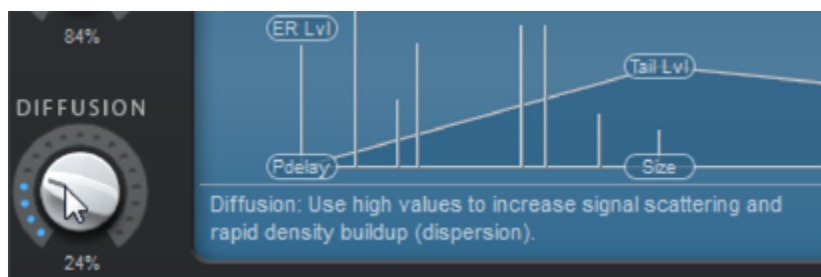 84%
ER Lvl
Tail Lvl
DIFFUSION
Pdelay
Size
Diffusion: Use high values to increase signal scattering and
rapid density buildup (dispersion).
24%